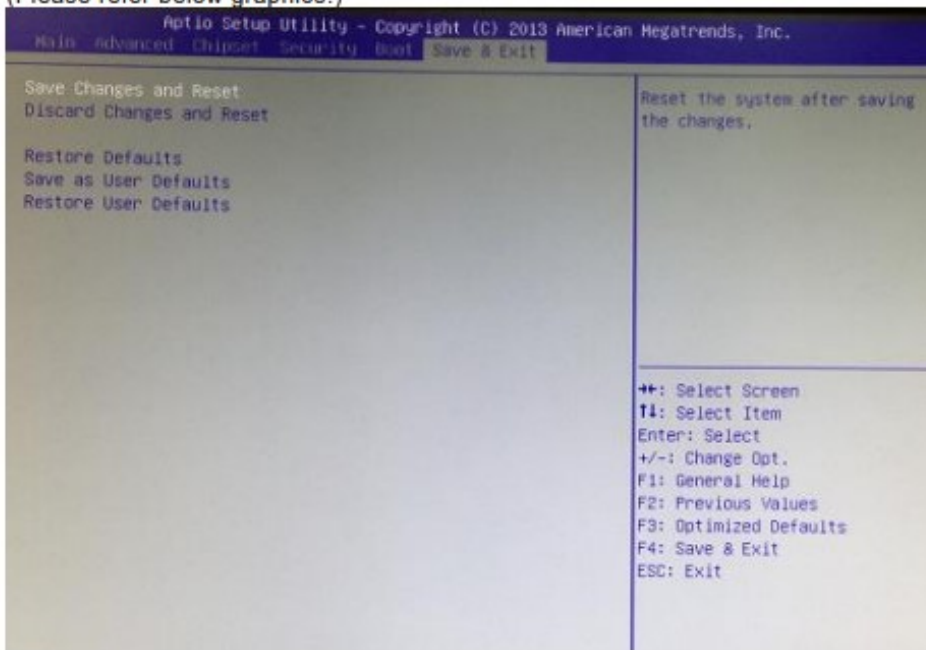 (Please refer below graphics.)
Aptio Setup Utility – Copyright (C) 2013 American Megatrends, Inc.
Main Advanced Chipset Security Boot Save & Exit
Save Changes and Reset
Discard Changes and Reset
Restore Defaults
Save as User Defaults
Restore User Defaults
Reset the system after saving
the changes.
→←: Select Screen
↑↓: Select Item
Enter: Select
+/-: Change Opt.
F1: General Help
F2: Previous Values
F3: Optimized Defaults
F4: Save & Exit
ESC: Exit